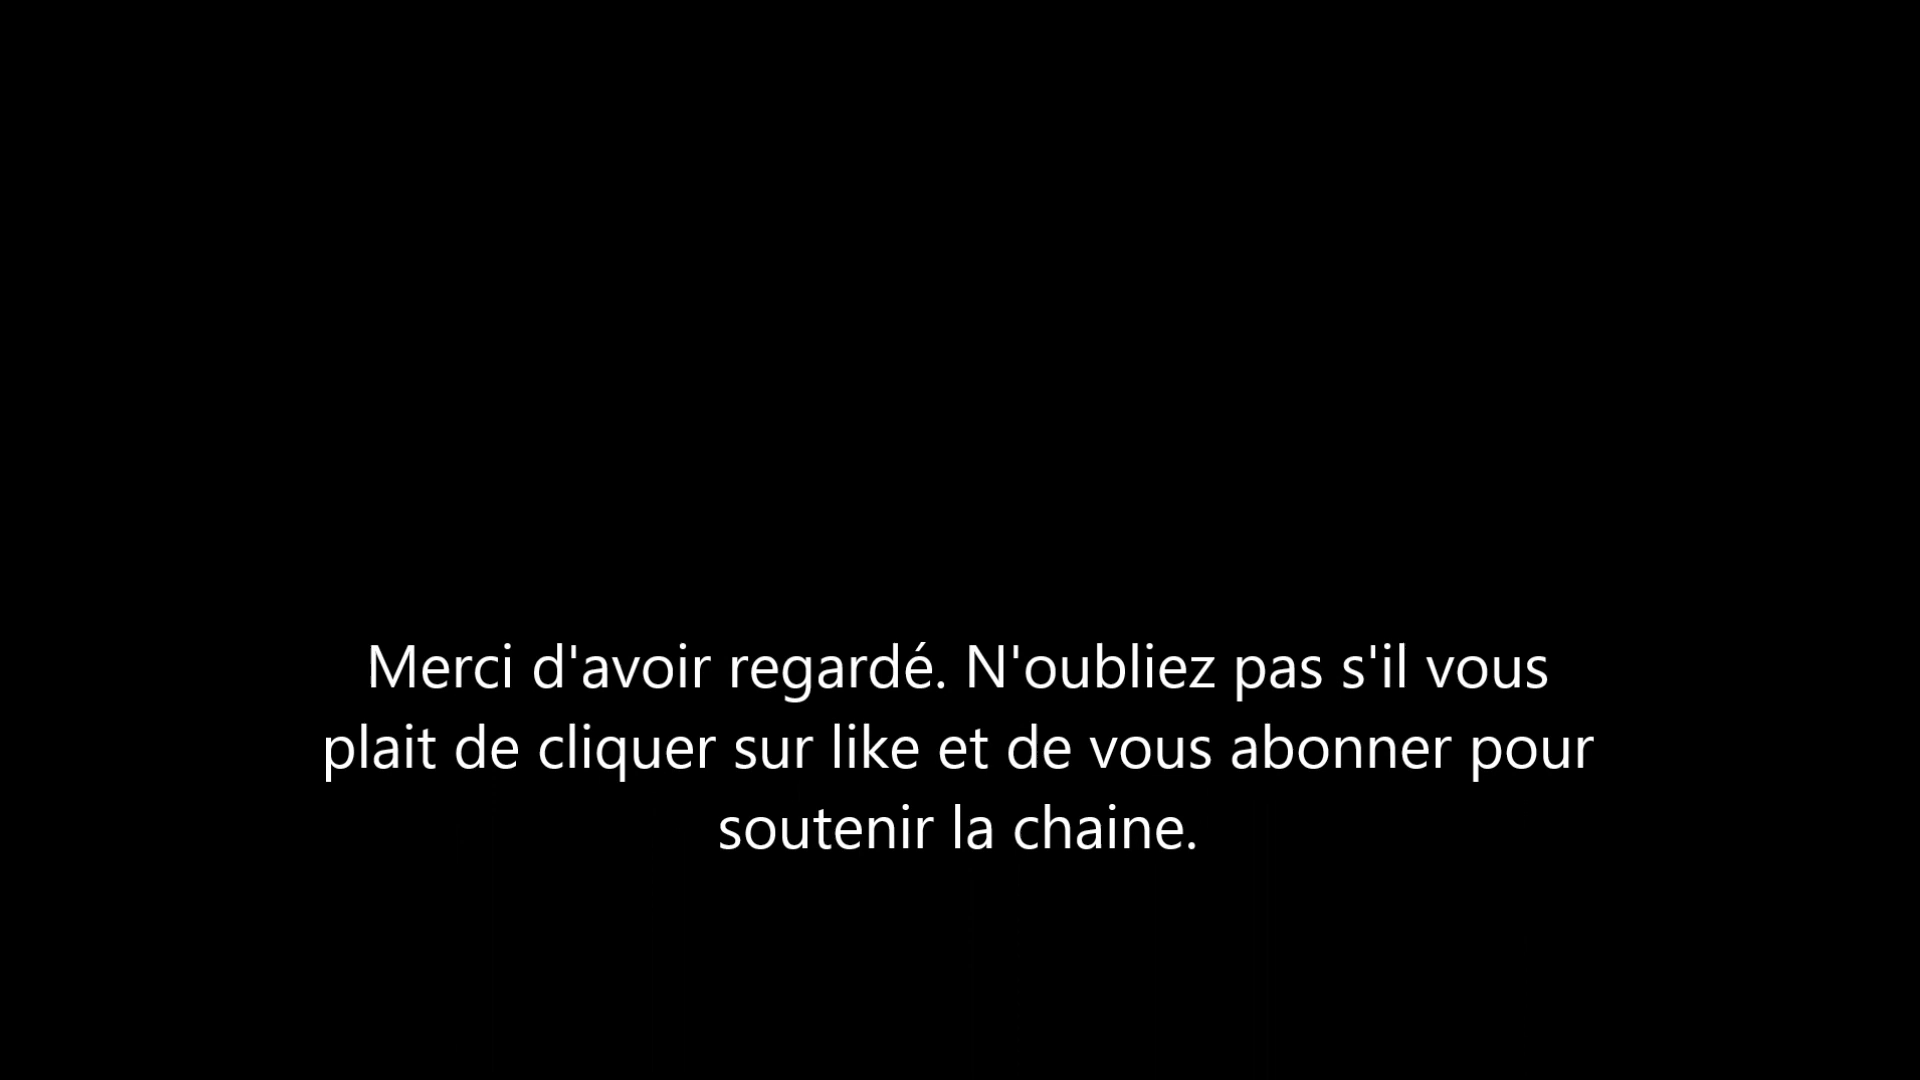 Merci d'avoir regardé. N'oubliez pas s'il vous
plait de cliquer sur like et de vous abonner pour
soutenir la chaine.